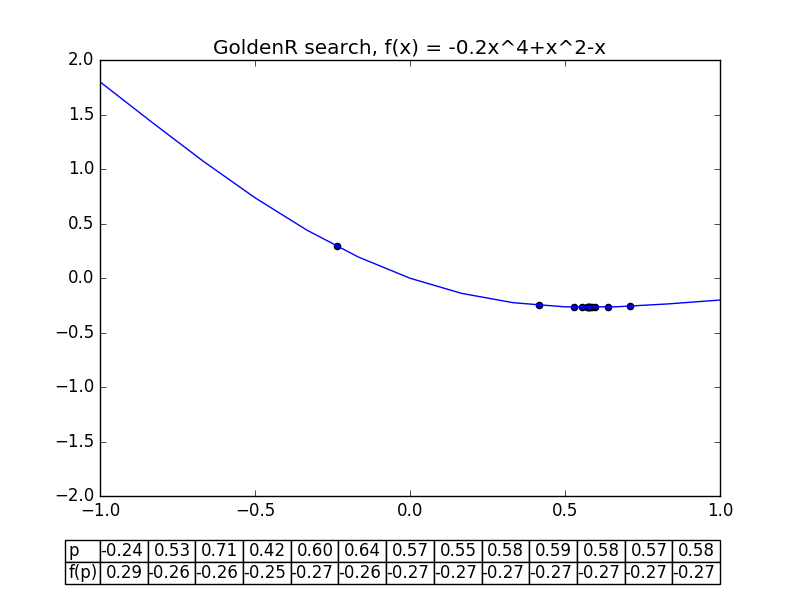 GoldenR search, f(x) = -0.2x^4+x^2-x
2.0
1.5
1.0
0.5
0.0
−0.5
−1.0
−1.5
−2.0
−1.0 −0.5 0.0 0.5 1.0
p -0.24 0.53 0.71 0.42 0.60 0.64 0.57 0.55 0.58 0.59 0.58 0.57 0.58
f(p) 0.29 -0.26 -0.26 -0.25 -0.27 -0.26 -0.27 -0.27 -0.27 -0.27 -0.27 -0.27 -0.27